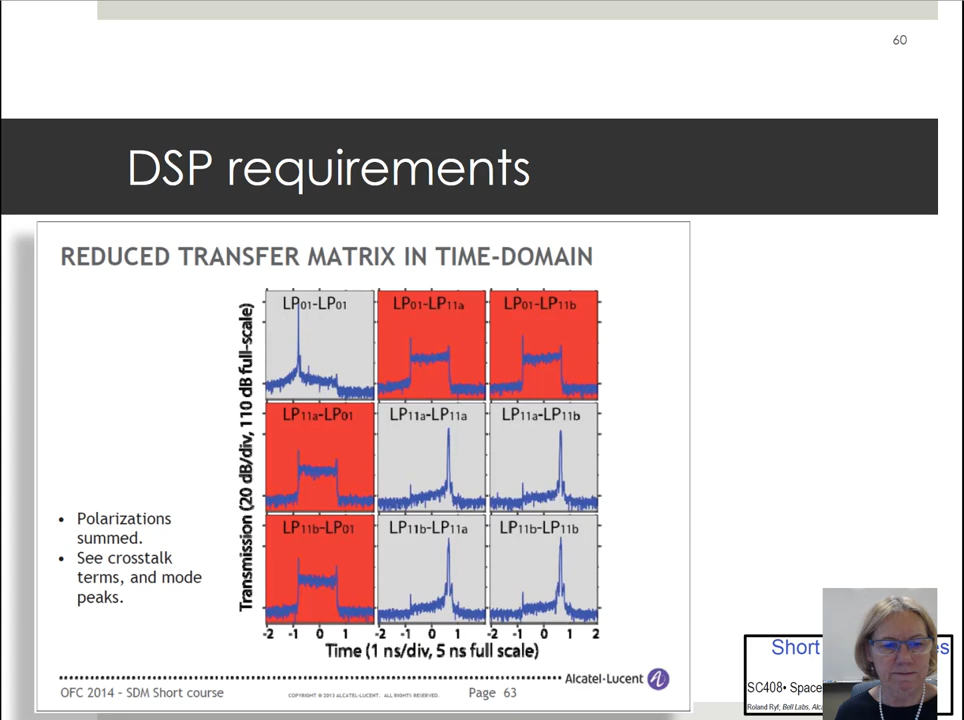 60
DSP requirements
REDUCED TRANSFER MATRIX IN TIME-DOMAIN
LP01-LP01
LP01-LP11a
LP01-LP11b
LP11a-LP01
LP11a-LP11a
LP11a-LP11b
LP11b-LP01
LP11b-LP11a
LP11b-LP11b
Transmission (20 dB/div, 110 dB full-scale)
-2 -1 0 1 2 -1 0 1 2 -1 0 1 2
Time (1 ns/div, 5 ns full scale)
• Polarizations
summed.
• See crosstalk
terms, and mode
peaks.
Alcatel·Lucent
OFC 2014 – SDM Short course
COPYRIGHT © 2013 ALCATEL-LUCENT. ALL RIGHTS RESERVED.
Page 63
Short
SC408• Space
Roland Ryf, Bell Labs,